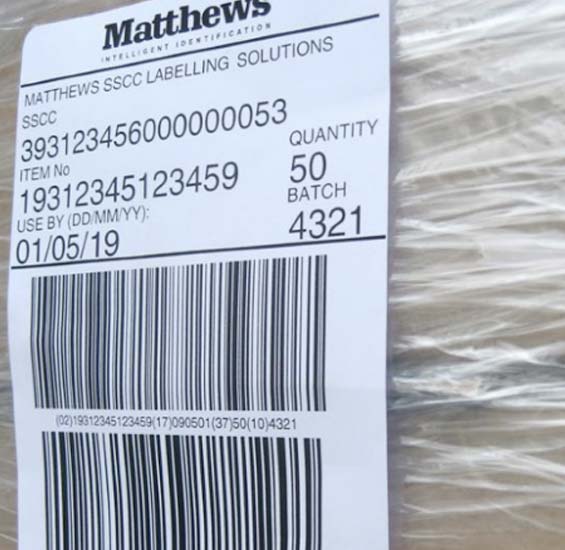 Matthews
INTELLIGENT IDENTIFICATION
MATTHEWS SSCC LABELLING SOLUTIONS
SSCC
393123456000000053
ITEM No
QUANTITY
19312345123459
50
USE BY (DD/MM/YY):
BATCH
01/05/19
4321
(02)19312345123459(17)090501(37)50(10)4321